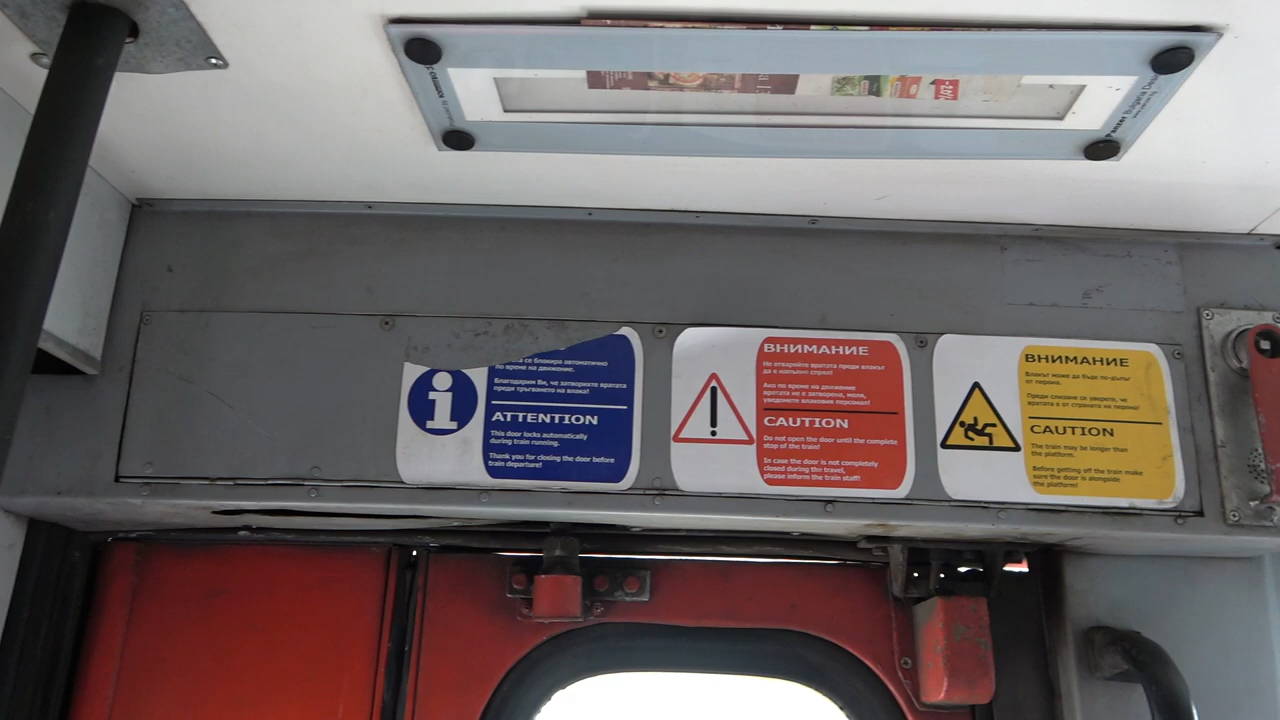 -20%
Panzer Bulgaria
та се блокира автоматично
по време на движение.
Благодарим Ви, че затворихте вратата
преди тръгването на влака!
ATTENTION
This door locks automatically
during train running.
Thank you for closing the door before
train departure!
ВНИМАНИЕ
Не отваряйте вратата преди влакът
да е напълно спрял!
Ако по време на движение
вратата не е затворена, моля,
уведомете влаковия персонал!
CAUTION
Do not open the door until the complete
stop of the train!
In case the door is not completely
closed during the travel,
please inform the train staff!
ВНИМАНИЕ
Влакът може да бъде по-дълъг
от перона.
Преди слизане се уверете, че
вратата е от страната на перона!
CAUTION
The train may be longer than
the platform.
Before getting off the train make
sure the door is alongside
the platform!